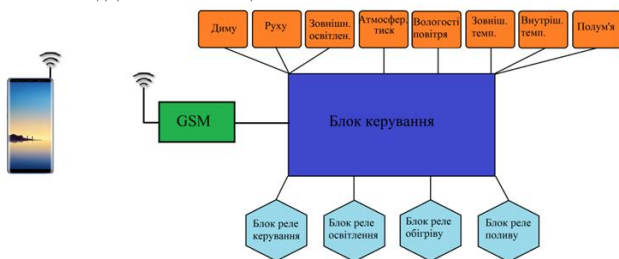 Диму
Руху
Зовнішн.
освітлен.
Атмосфер.
тиск
Вологості
повітря
Зовніш.
темп.
Внутріш.
темп.
Полум'я
GSM
Блок керування
Блок реле
керування
Блок реле
освітлення
Блок реле
обігріву
Блок реле
поливу